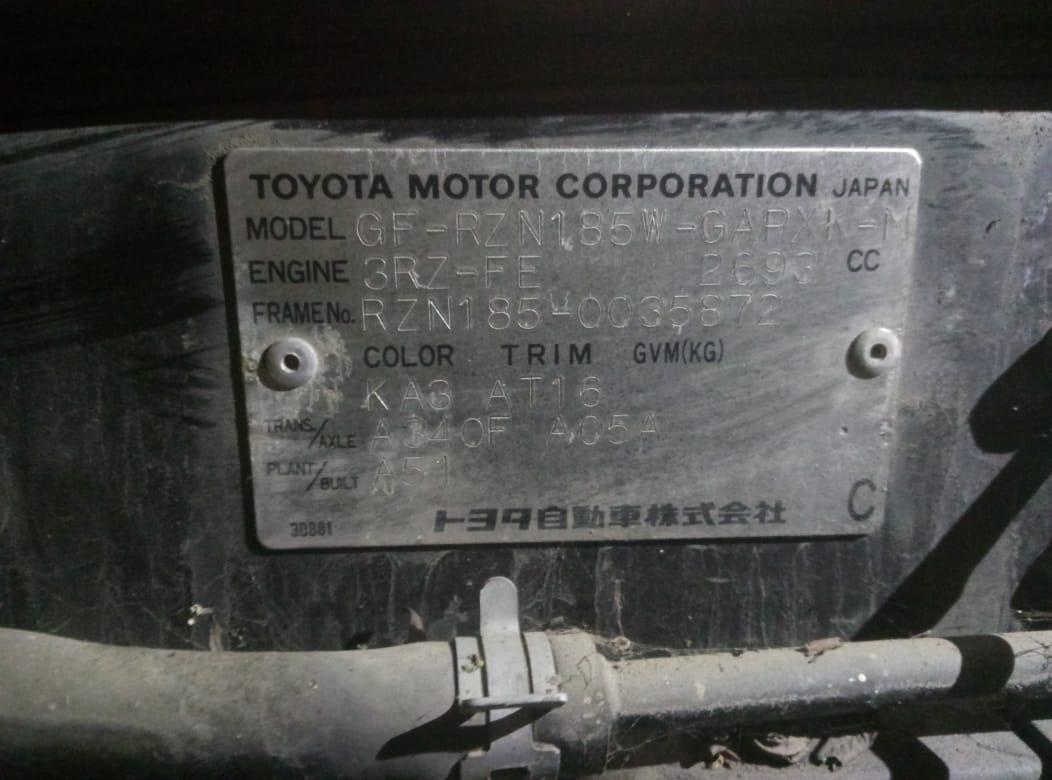 TOYOTA MOTOR CORPORATION JAPAN
MODEL GF-RZN185W-GAPXK-M
ENGINE 3RZ-FE 2693 CC
FRAME No. RZN185-0035872
COLOR TRIM GVM(KG)
KA3 AT16
TRANS./AXLE A340F A05A
PLANT/BUILT A51
トヨタ自動車株式会社 C